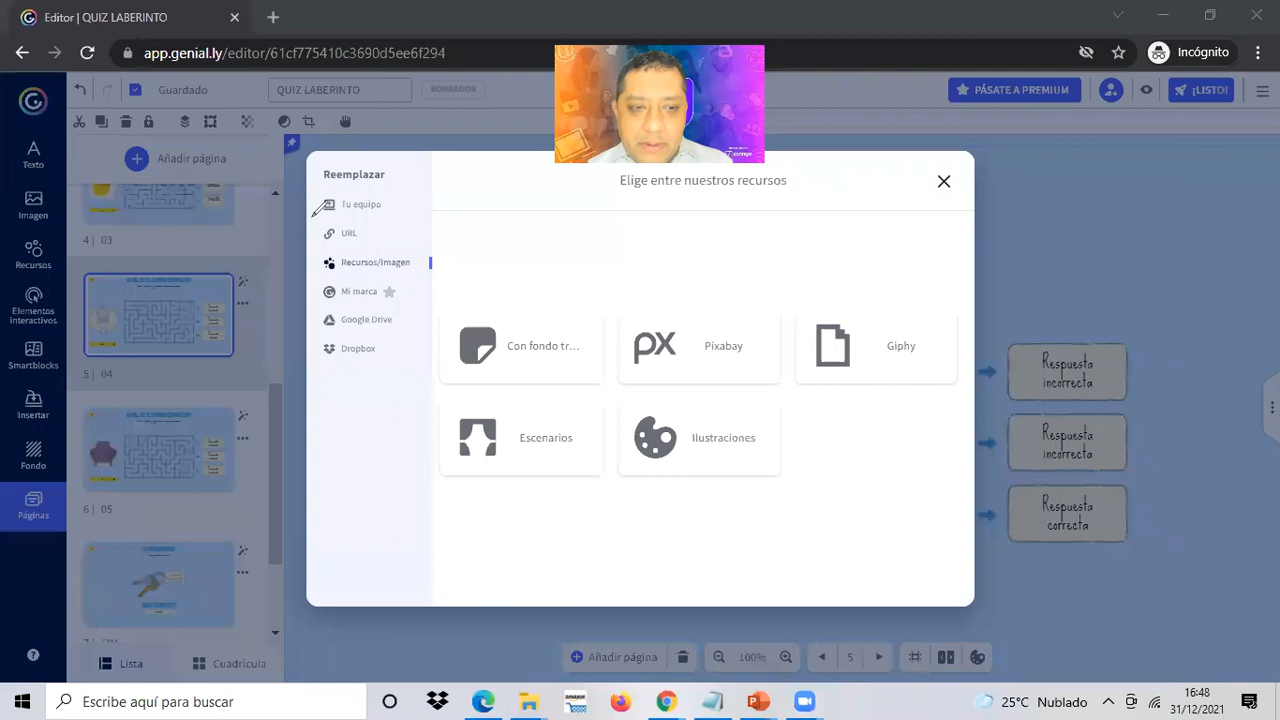 QUIZ LABERINTO
app.genial.ly/editor/61cf775410c3690d5ee6f294
Incógnito
Guardado
QUIZ LABERINTO
BORRADOR
PÁSATE A PREMIUM
¡LISTO!
Texto
Imagen
Recursos
Elementos
interactivos
Smartblocks
Insertar
Fondo
Páginas
Añadir página
4 | 03
5 | 04
6 | 05
Lista
Cuadrícula
Reemplazar
Tu equipo
URL
Recursos/Imagen
Mi marca
Google Drive
Dropbox
Elige entre nuestros recursos
Con fondo tr...
Pixabay
Giphy
Escenarios
Ilustraciones
Respuesta
incorrecta
Respuesta
incorrecta
Respuesta
correcta
Añadir página
100%
5
Escribe aquí para buscar
25°C Nublado
16:48
31/12/2021